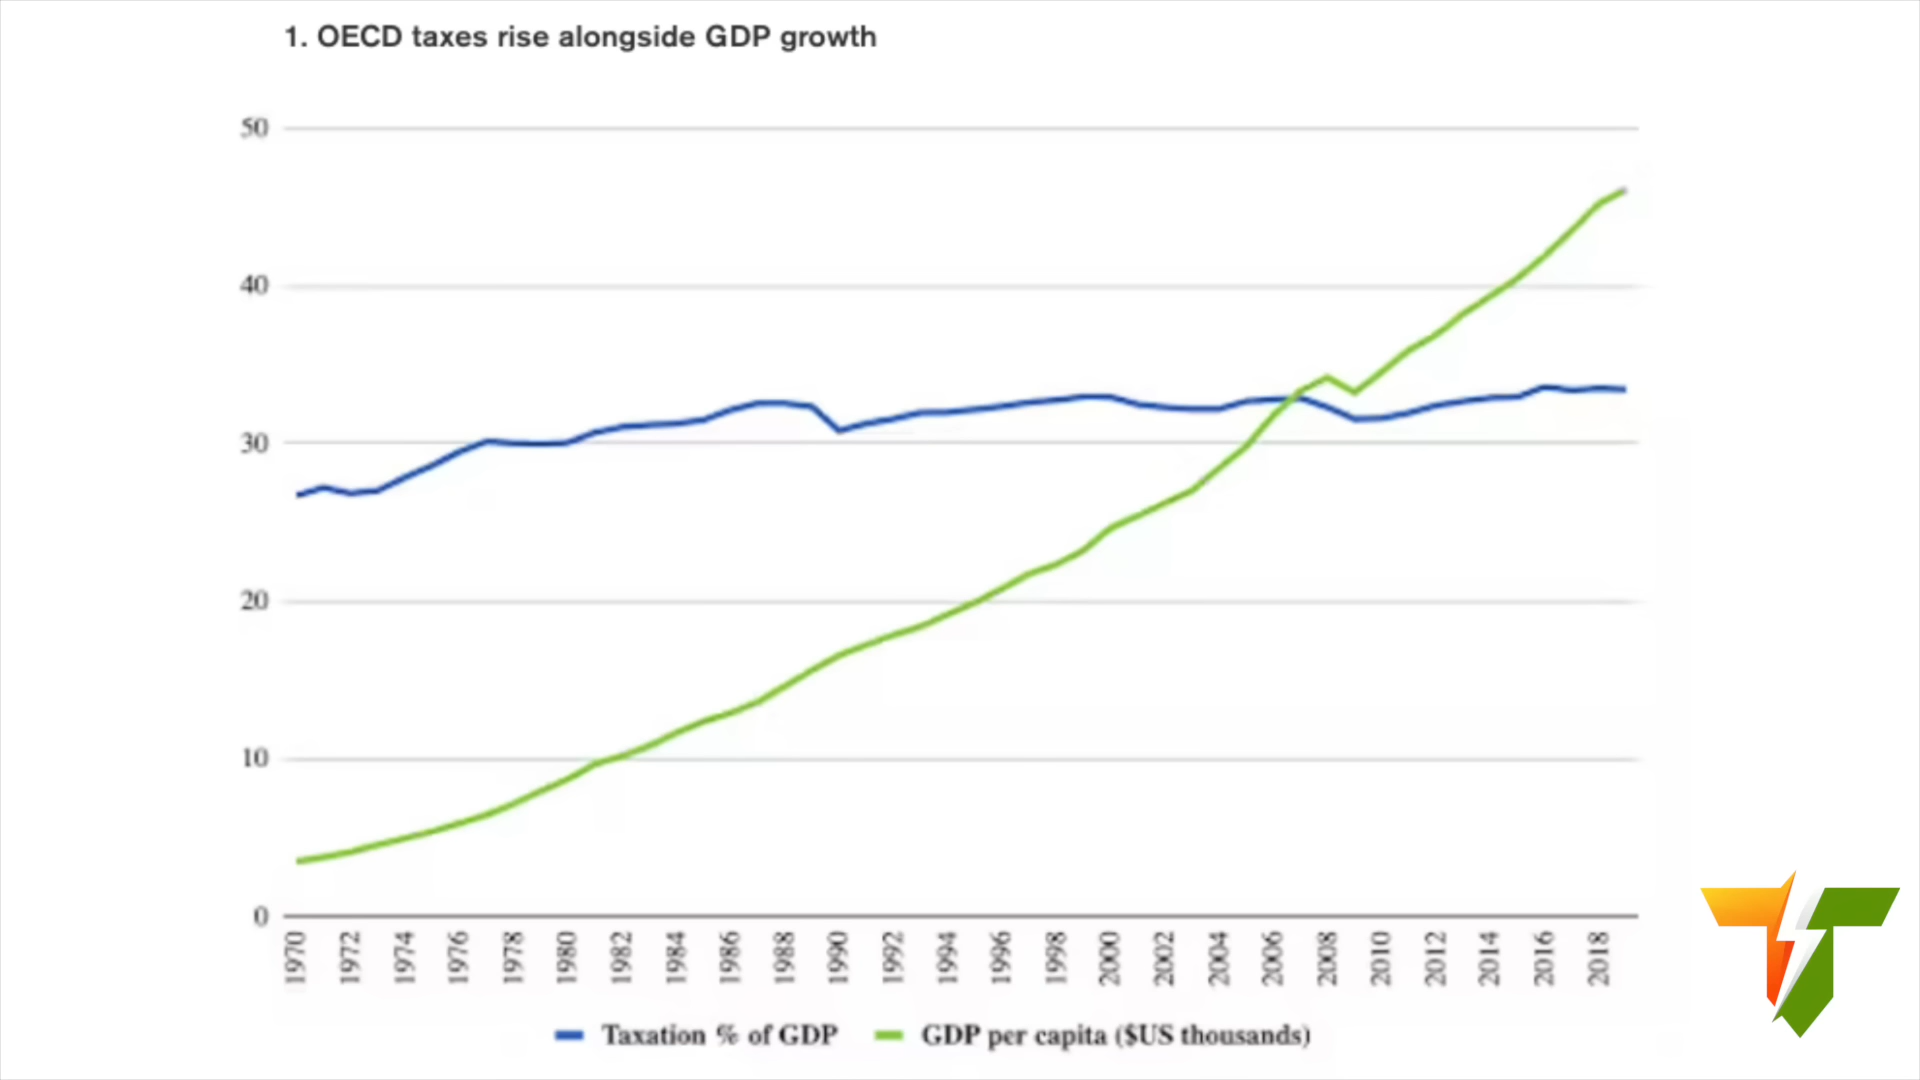 1. OECD taxes rise alongside GDP growth
50
40
30
20
10
0
1970 1972 1974 1976 1978 1980 1982 1984 1986 1988 1990 1992 1994 1996 1998 2000 2002 2004 2006 2008 2010 2012 2014 2016 2018
Taxation % of GDP GDP per capita ($US thousands)